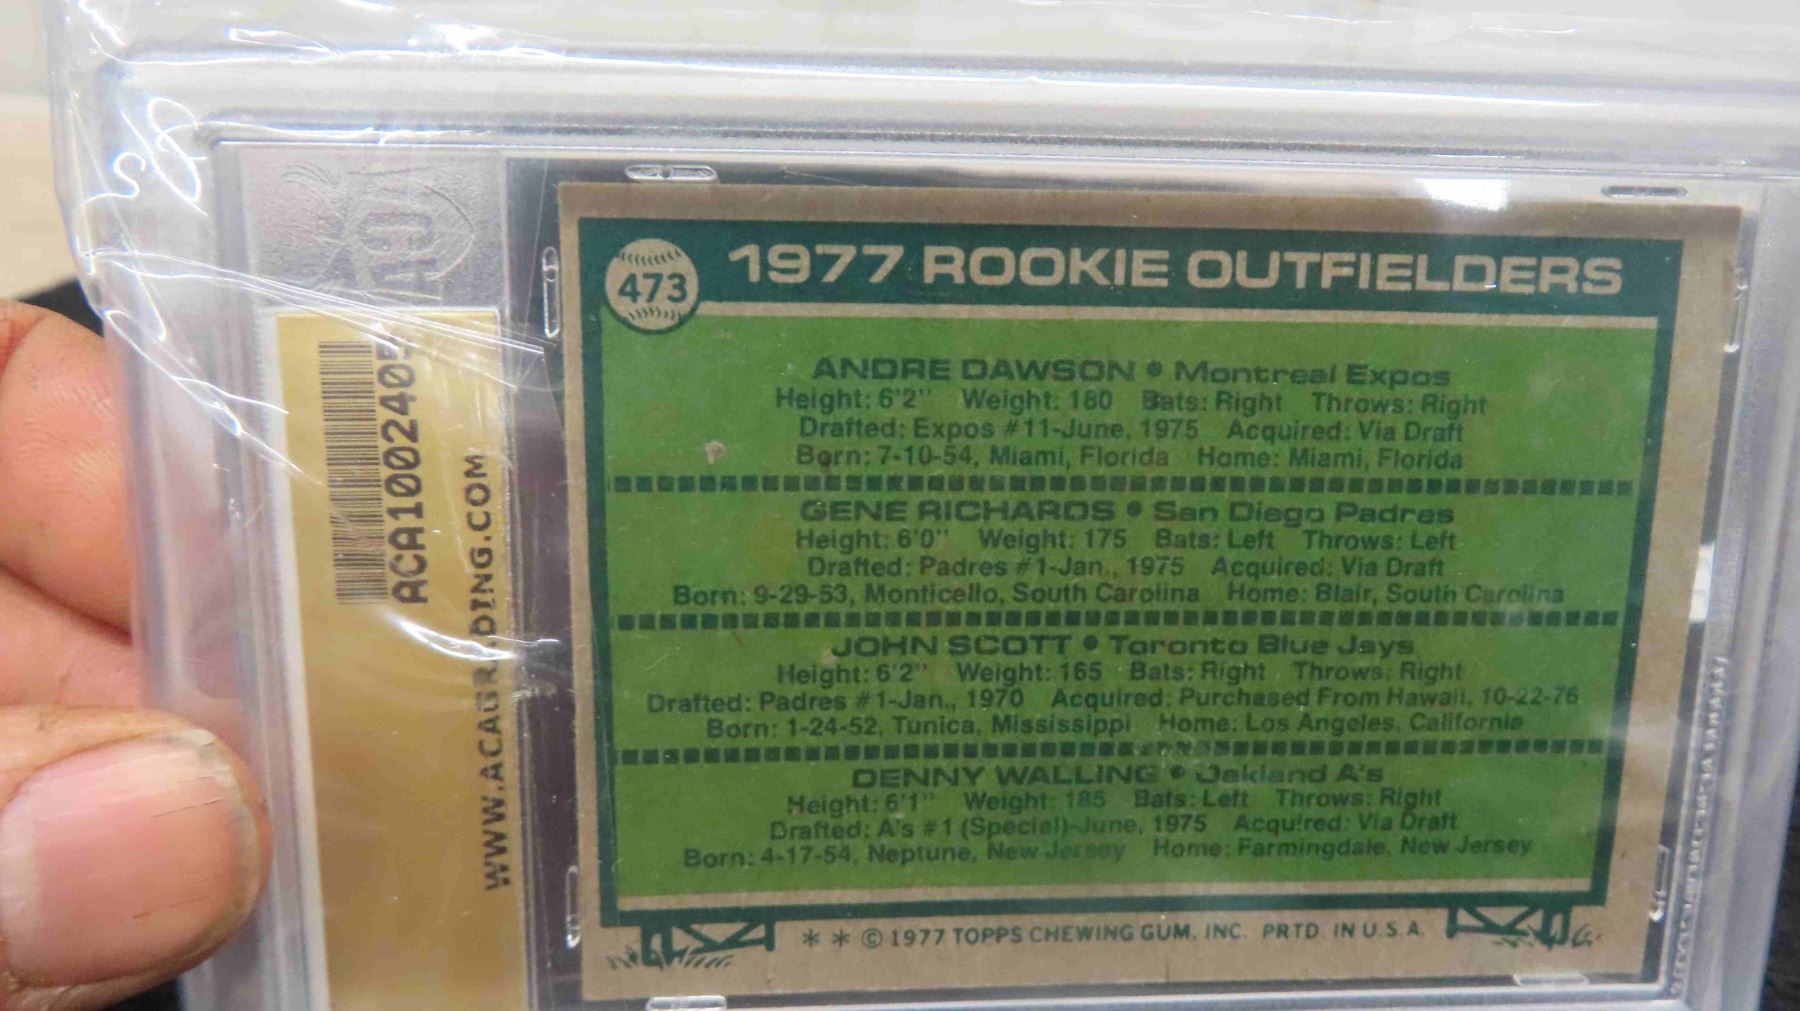 473
1977 ROOKIE OUTFIELDERS
ANDRE DAWSON • Montreal Expos
Height: 6'2" Weight: 180 Bats: Right Throws: Right
Drafted: Expos #11-June, 1975 Acquired: Via Draft
Born: 7-10-54, Miami, Florida Home: Miami, Florida
GENE RICHARDS • San Diego Padres
Height: 6'0" Weight: 175 Bats: Left Throws: Left
Drafted: Padres #1-Jan., 1975 Acquired: Via Draft
Born: 9-29-53, Monticello, South Carolina Home: Blair, South Carolina
JOHN SCOTT • Toronto Blue Jays
Height: 6'2" Weight: 165 Bats: Right Throws: Right
Drafted: Padres #1-Jan., 1970 Acquired: Purchased From Hawaii, 10-22-76
Born: 1-24-52, Tunica, Mississippi Home: Los Angeles, California
DENNY WALLING • Oakland A's
Height: 6'1" Weight: 185 Bats: Left Throws: Right
Drafted: A's #1 (Special)-June, 1975 Acquired: Via Draft
Born: 4-17-54, Neptune, New Jersey Home: Farmingdale, New Jersey
* * © 1977 TOPPS CHEWING GUM, INC. PRTD. IN U.S.A.
WWW.ACAGRADING.COM